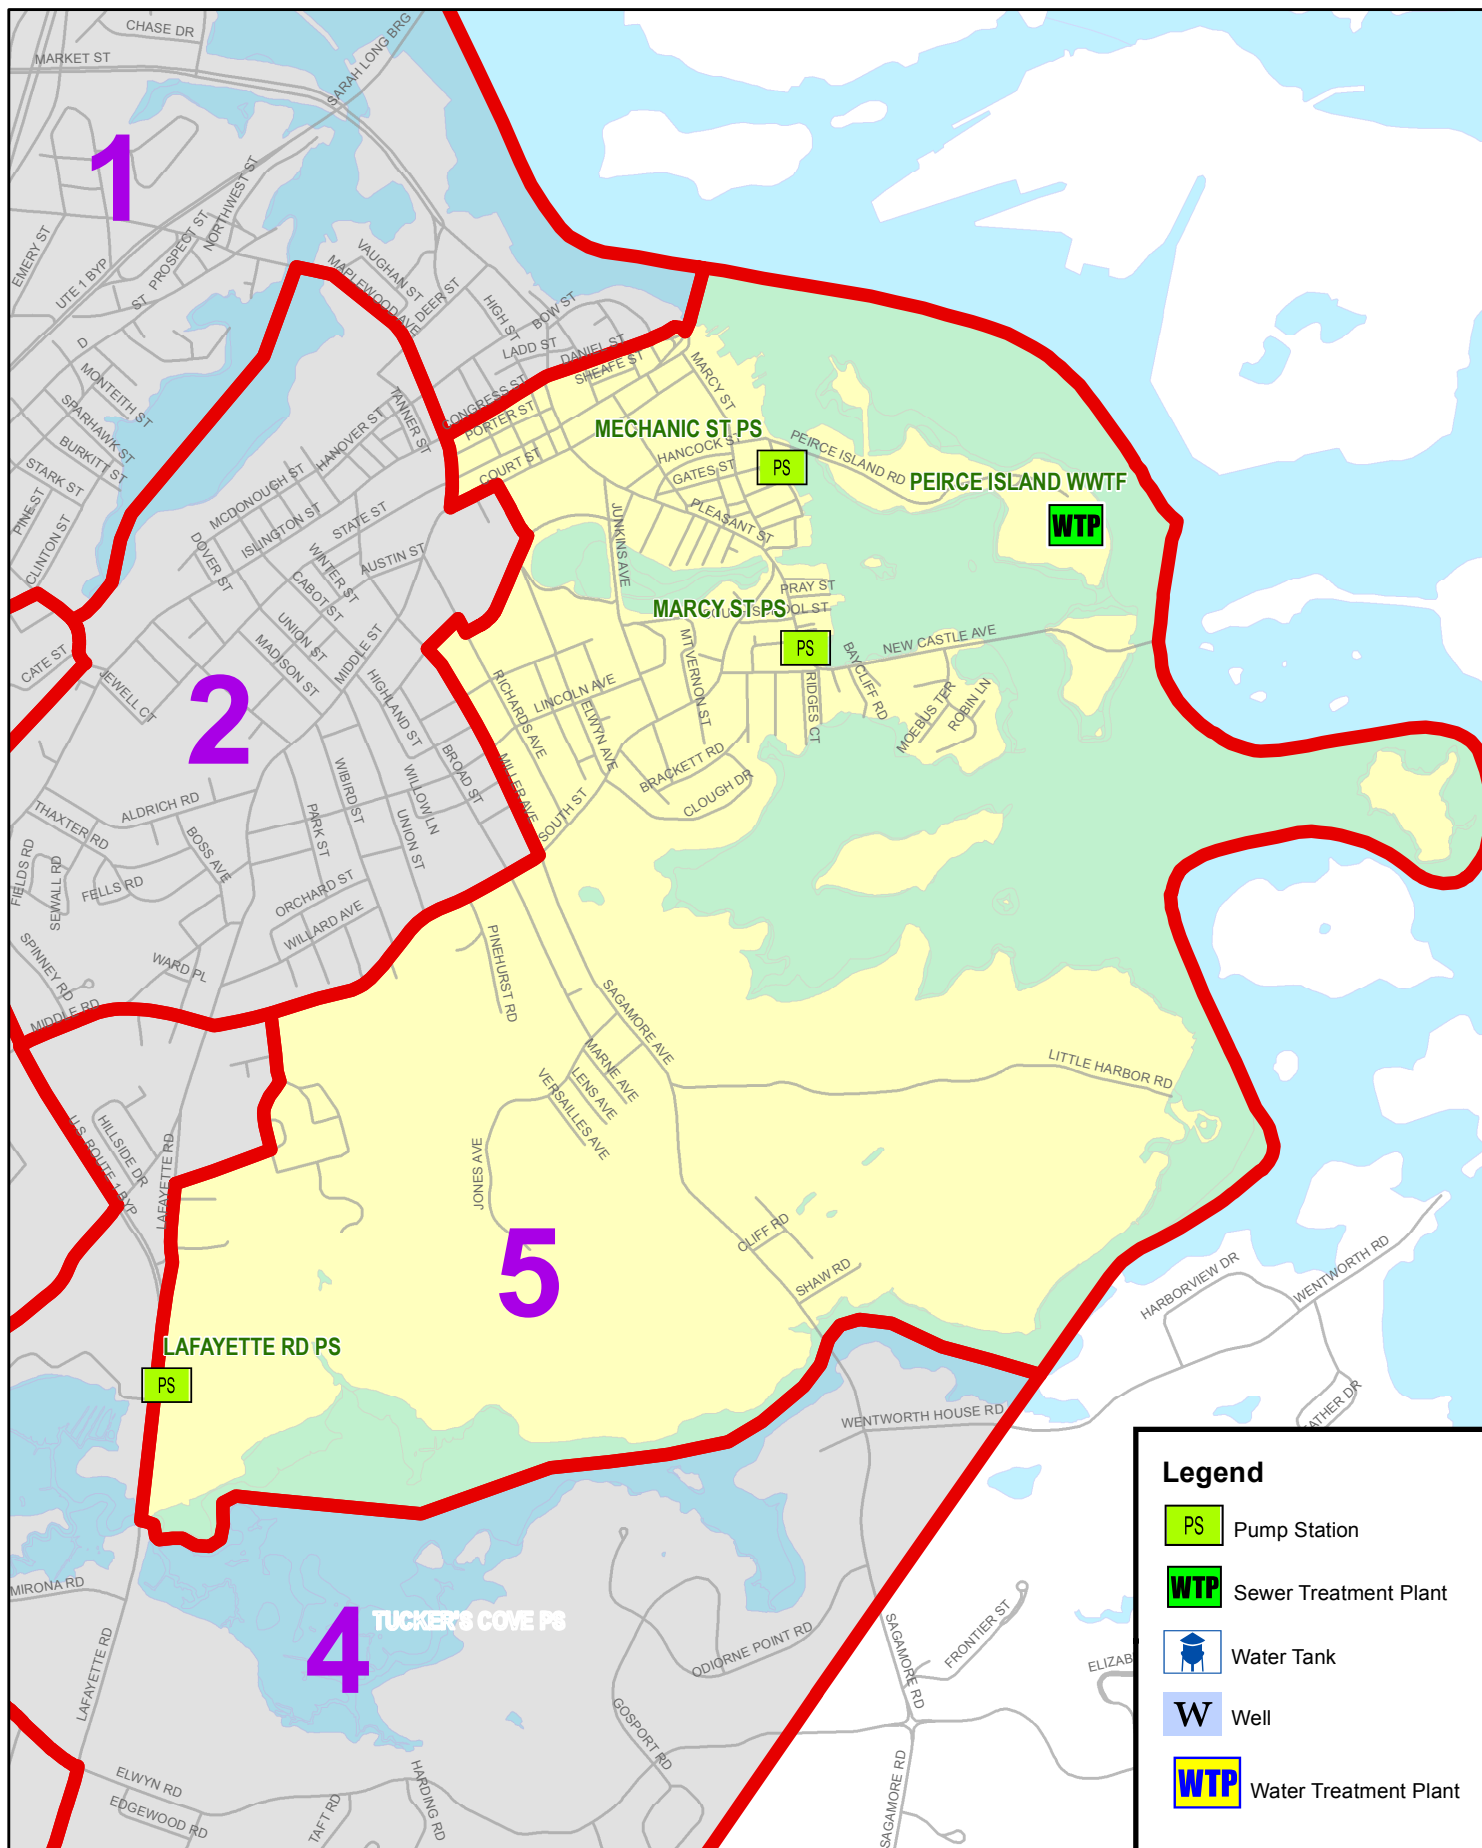 CHASE DR
MARKET ST
SARAH LONG BRG
1
EMERY ST
UTE 1 BYP
PROSPECT ST
NORTHWEST ST
D
ST
VAUGHAN ST
MAPLEWOOD AVE
DEER ST
HIGH ST
BOW ST
LADD ST
DANIEL ST
SHEAFE ST
MARCY ST
MONTEITH ST
SPARHAWK ST
BURKITT ST
STARK ST
PINE ST
CLINTON ST
TANNER ST
CONGRESS ST
PORTER ST
COURT ST
HANOVER ST
MCDONOUGH ST
ISLINGTON ST
STATE ST
DOVER ST
WINTER ST
AUSTIN ST
CABOT ST
UNION ST
MADISON ST
MIDDLE ST
MECHANIC ST PS
HANCOCK S
GATES ST
PS
PEIRCE ISLAND RD
PEIRCE ISLAND WWTF
WTP
PLEASANT ST
JUNKINS AVE
PRAY ST
MARCY ST PS
OOL ST
PS
NEW CASTLE AVE
MT VERNON ST
BAYCLIFF RD
RIDGES CT
MOEBUS TER
ROBIN LN
CATE ST
JEWELL CT
2
HIGHLAND ST
RICHARDS AVE
LINCOLN AVE
ELWYN AVE
BRACKETT RD
CLOUGH DR
BROAD ST
MILLER AVE
SOUTH ST
WIBIRD ST
WILLOW LN
UNION ST
PARK ST
ALDRICH RD
THAXTER RD
BOSS AVE
FIELDS RD
SEWALL RD
FELLS RD
ORCHARD ST
WILLARD AVE
WARD PL
SPINNEY RD
MIDDLE RD
PINEHURST RD
SAGAMORE AVE
MARNE AVE
LENS AVE
VERSAILLES AVE
LITTLE HARBOR RD
HILLSIDE DR
U.S. ROUTE 1 BYP
LAFAYETTE RD
JONES AVE
5
CLIFF RD
SHAW RD
HARBORVIEW DR
WENTWORTH RD
LAFAYETTE RD PS
PS
WENTWORTH HOUSE RD
ATHER DR
MIRONA RD
4
TUCKER'S COVE PS
ODIORNE POINT RD
SAGAMORE RD
FRONTIER ST
ELIZAB
LAFAYETTE RD
GOSPORT RD
SAGAMORE RD
ELWYN RD
EDGEWOOD RD
TAFT RD
HARDING RD
Legend
PS Pump Station
WTP Sewer Treatment Plant
Water Tank
W Well
WTP Water Treatment Plant